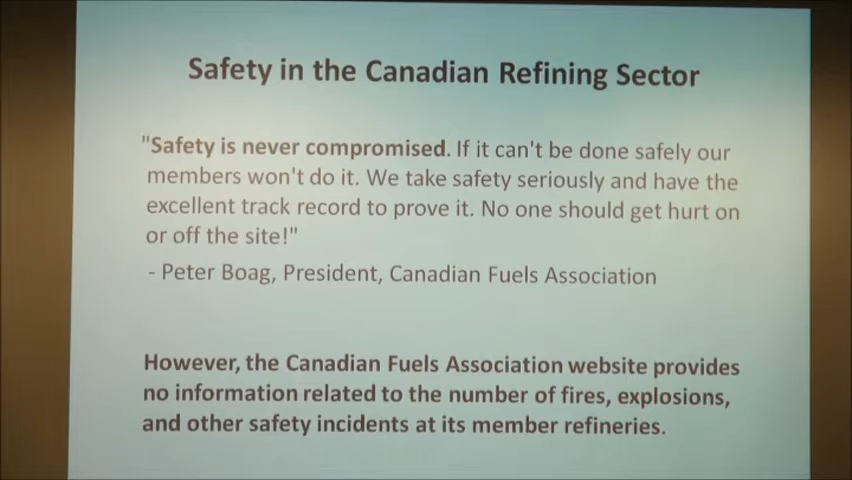 Safety in the Canadian Refining Sector
"Safety is never compromised. If it can't be done safely our
members won't do it. We take safety seriously and have the
excellent track record to prove it. No one should get hurt on
or off the site!"
- Peter Boag, President, Canadian Fuels Association
However, the Canadian Fuels Association website provides
no information related to the number of fires, explosions,
and other safety incidents at its member refineries.